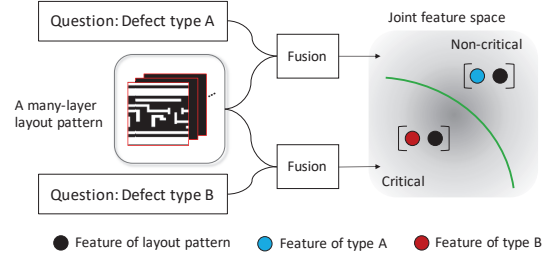 Question: Defect type A
Joint feature space
Fusion
Non-critical
A many-layer
layout pattern
Fusion
Question: Defect type B
Critical
Feature of layout pattern
Feature of type A
Feature of type B